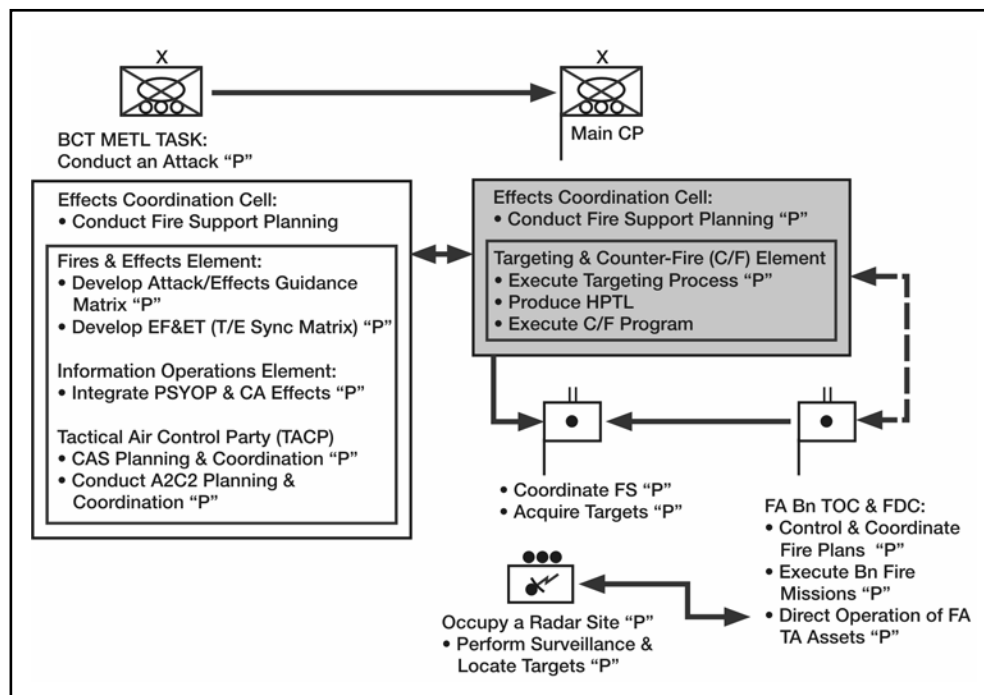 X
X
Main CP
BCT METL TASK:
Conduct an Attack “P”
Effects Coordination Cell:
• Conduct Fire Support Planning
Fires & Effects Element:
• Develop Attack/Effects Guidance
Matrix “P”
• Develop EF&ET (T/E Sync Matrix) “P”
Information Operations Element:
• Integrate PSYOP & CA Effects “P”
Tactical Air Control Party (TACP)
• CAS Planning & Coordination “P”
• Conduct A2C2 Planning &
Coordination “P”
Effects Coordination Cell:
• Conduct Fire Support Planning “P”
Targeting & Counter-Fire (C/F) Element
• Execute Targeting Process “P”
• Produce HPTL
• Execute C/F Program
• Coordinate FS “P”
• Acquire Targets “P”
FA Bn TOC & FDC:
• Control & Coordinate
Fire Plans “P”
• Execute Bn Fire
Missions “P”
• Direct Operation of FA
TA Assets “P”
Occupy a Radar Site “P”
• Perform Surveillance &
Locate Targets “P”